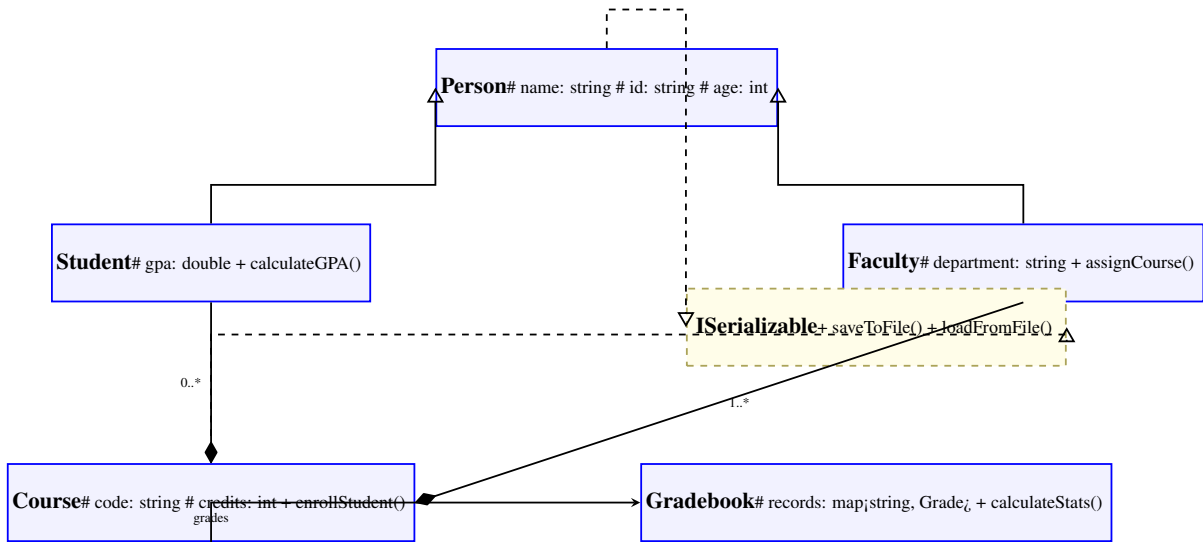 Person# name: string # id: string # age: int
Student# gpa: double + calculateGPA()
Faculty# department: string + assignCourse()
ISerializable+ saveToFile() + loadFromFile()
0..*
1..*
Course# code: string # credits: int + enrollStudent()
Gradebook# records: map¡string, Grade¿ + calculateStats()
grades